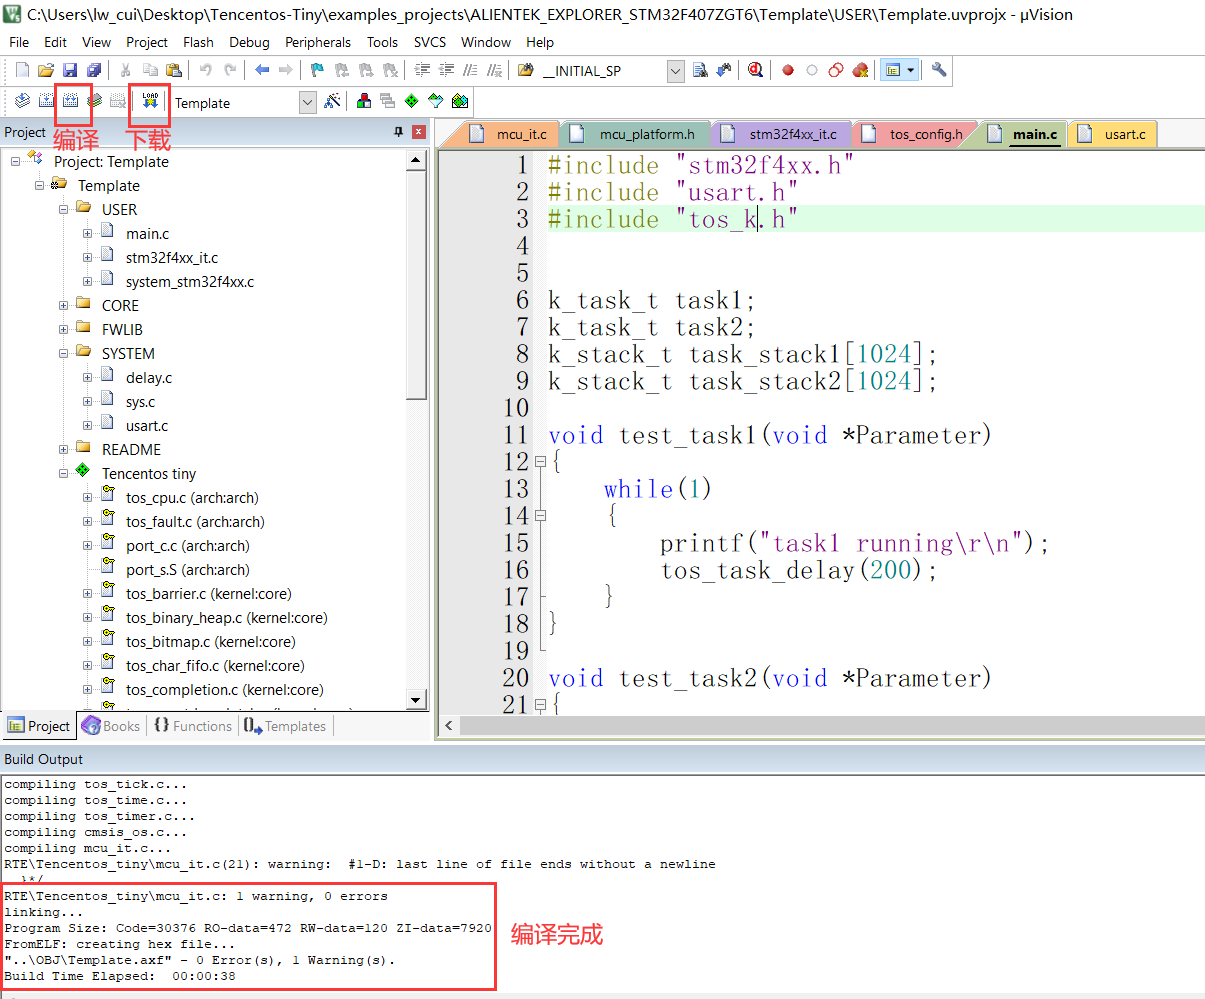 C:\Users\lw_cui\Desktop\Tencentos-Tiny\examples_projects\ALIENTEK_EXPLORER_STM32F407ZGT6\Template\USER\Template.uvprojx - µVision
File Edit View Project Flash Debug Peripherals Tools SVCS Window Help
__INITIAL_SP
LOAD
Template
编译 下载
Project
Project: Template
Template
USER
main.c
stm32f4xx_it.c
system_stm32f4xx.c
CORE
FWLIB
SYSTEM
delay.c
sys.c
usart.c
README
Tencentos tiny
tos_cpu.c (arch:arch)
tos_fault.c (arch:arch)
port_c.c (arch:arch)
port_s.S (arch:arch)
tos_barrier.c (kernel:core)
tos_binary_heap.c (kernel:core)
tos_bitmap.c (kernel:core)
tos_char_fifo.c (kernel:core)
tos_completion.c (kernel:core)
Project Books {} Functions Templates
mcu_it.c mcu_platform.h stm32f4xx_it.c tos_config.h main.c usart.c
1 #include "stm32f4xx.h"
2 #include "usart.h"
3 #include "tos_k.h"
4
5
6 k_task_t task1;
7 k_task_t task2;
8 k_stack_t task_stack1[1024];
9 k_stack_t task_stack2[1024];
10
11 void test_task1(void *Parameter)
12 {
13 while(1)
14 {
15 printf("task1 running\r\n");
16 tos_task_delay(200);
17 }
18 }
19
20 void test_task2(void *Parameter)
21 {
Build Output
compiling tos_tick.c...
compiling tos_time.c...
compiling tos_timer.c...
compiling cmsis_os.c...
compiling mcu_it.c...
RTE\Tencentos_tiny\mcu_it.c(21): warning:  #1-D: last line of file ends without a newline
}*/
RTE\Tencentos_tiny\mcu_it.c: 1 warning, 0 errors
linking...
Program Size: Code=30376 RO-data=472 RW-data=120 ZI-data=7920
FromELF: creating hex file...
"..\OBJ\Template.axf" - 0 Error(s), 1 Warning(s).
Build Time Elapsed:  00:00:38
编译完成